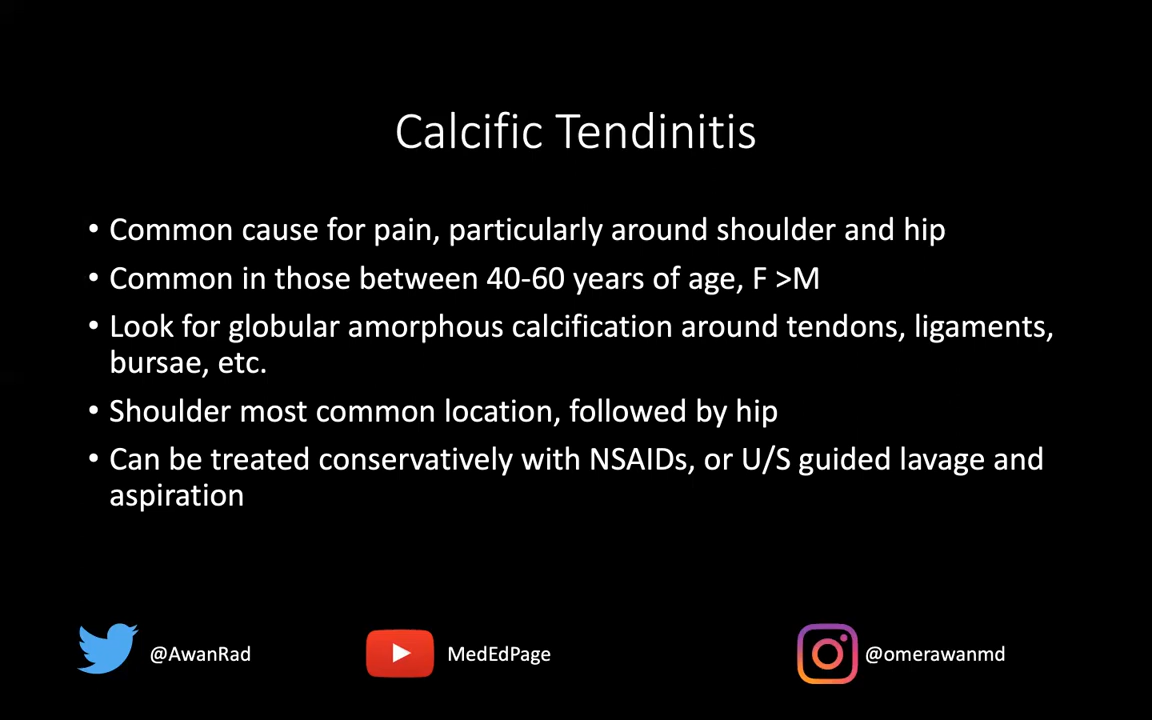 Calcific Tendinitis
• Common cause for pain, particularly around shoulder and hip
• Common in those between 40-60 years of age, F >M
• Look for globular amorphous calcification around tendons, ligaments,
bursae, etc.
• Shoulder most common location, followed by hip
• Can be treated conservatively with NSAIDs, or U/S guided lavage and
aspiration
@AwanRad MedEdPage @omerawanmd